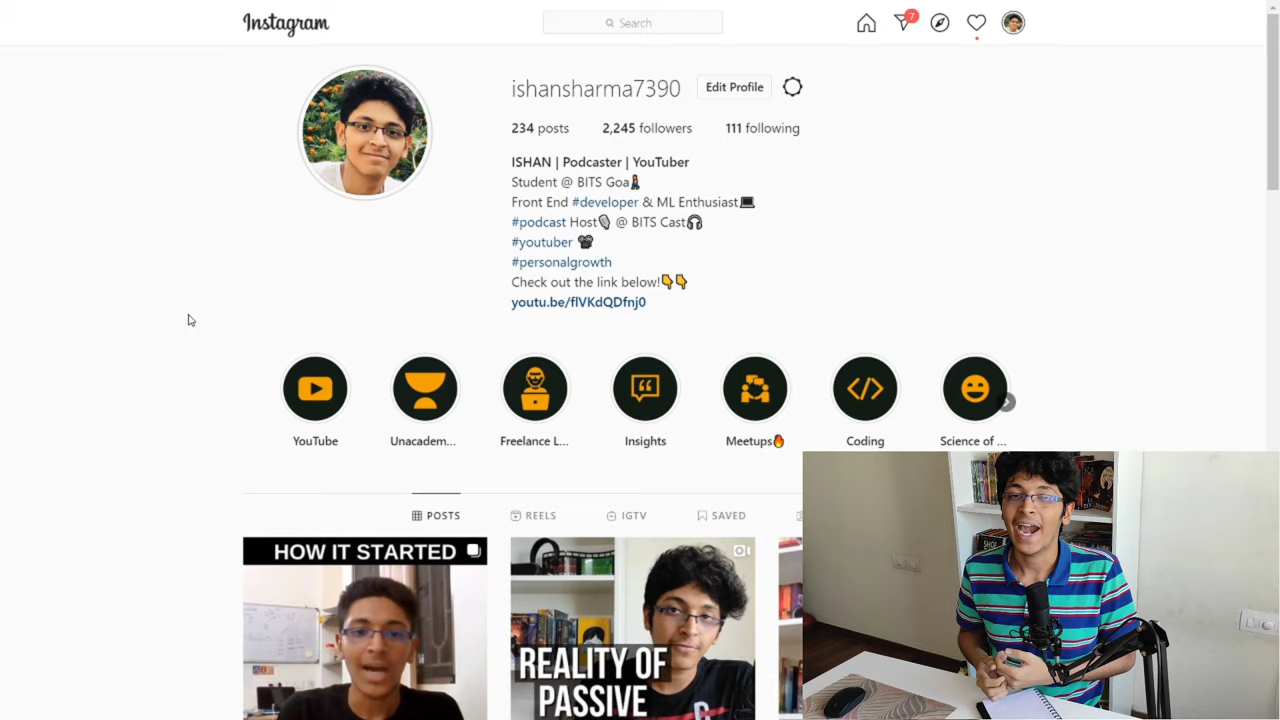 Instagram
Search
7
ishansharma7390
Edit Profile
234 posts 2,245 followers 111 following
ISHAN | Podcaster | YouTuber
Student @ BITS Goa
Front End #developer & ML Enthusiast
#podcast Host @ BITS Cast
#youtuber
#personalgrowth
Check out the link below!
youtu.be/flVKdQDfnj0
YouTube
Unacadem...
Freelance L...
Insights
Meetups
Coding
Science of ...
POSTS
REELS
IGTV
SAVED
HOW IT STARTED
REALITY OF
PASSIVE